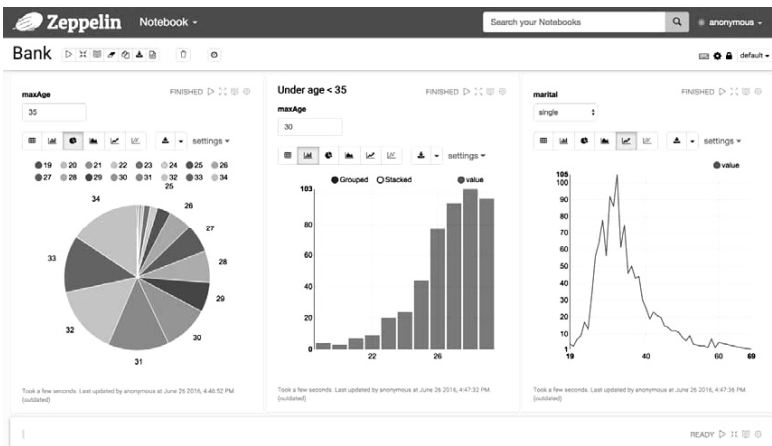 Zeppelin Notebook
Search your Notebooks
anonymous
Bank
default
maxAge
FINISHED
35
settings
19 20 21 22 23 24 25 26
27 28 29 30 31 32 33 34
25
26
27
28
29
30
31
32
33
34
Took a few seconds. Last updated by anonymous at June 26 2016, 4:46:52 PM.
(outdated)
Under age < 35
FINISHED
maxAge
30
settings
Grouped Stacked value
103
80
60
40
20
0
22 26
Took a few seconds. Last updated by anonymous at June 26 2016, 4:47:32 PM.
(outdated)
marital
FINISHED
single
settings
value
105
100
90
80
70
60
50
40
30
20
10
1
19 40 60 69
Took a few seconds. Last updated by anonymous at June 26 2016, 4:47:36 PM.
(outdated)
READY